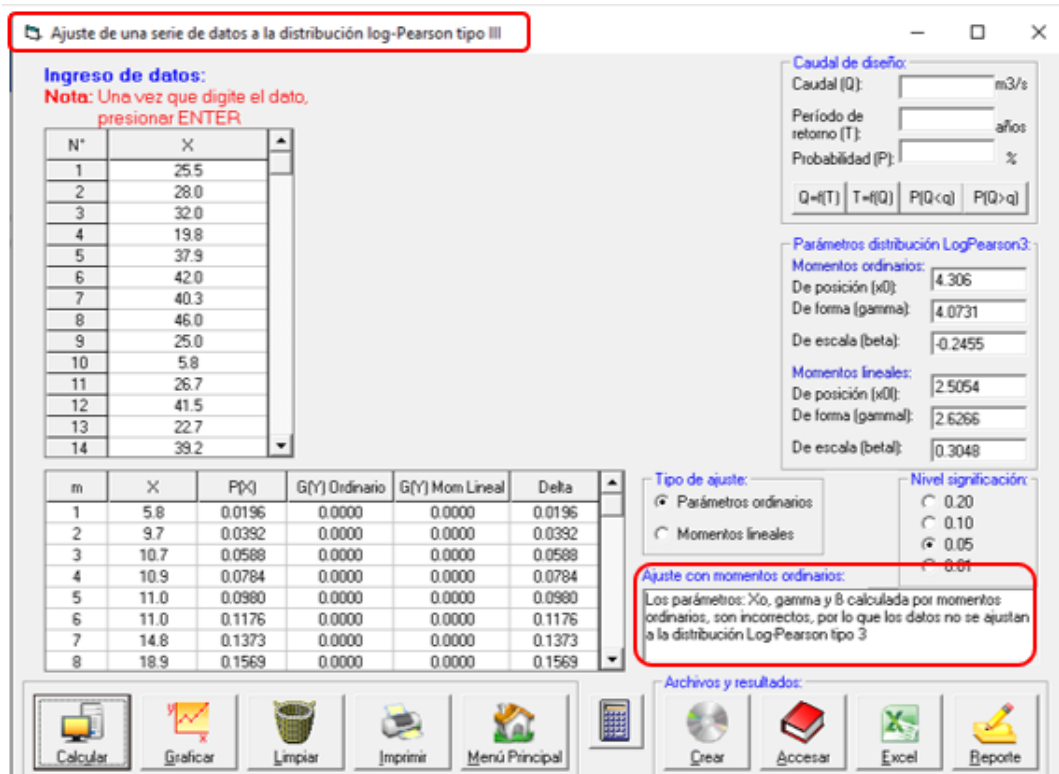 Ajuste de una serie de datos a la distribución log-Pearson tipo III
Ingreso de datos:
Nota: Una vez que digite el dato,
presionar ENTER
N° X
1 25.5
2 28.0
3 32.0
4 19.8
5 37.9
6 42.0
7 40.3
8 46.0
9 25.0
10 5.8
11 26.7
12 41.5
13 22.7
14 39.2
Caudal de diseño:
Caudal (Q): m3/s
Período de
retorno (T): años
Probabilidad (P): %
Q=f(T) T=f(Q) P(Q<q) P(Q>q)
Parámetros distribución LogPearson3:
Momentos ordinarios:
De posición (x0): 4.306
De forma (gamma): 4.0731
De escala (beta): -0.2455
Momentos lineales:
De posición (x0l): 2.5054
De forma (gammal): 2.6266
De escala (betal): 0.3048
m X P(X) G(Y) Ordinario G(Y) Mom Lineal Delta
1 5.8 0.0196 0.0000 0.0000 0.0196
2 9.7 0.0392 0.0000 0.0000 0.0392
3 10.7 0.0588 0.0000 0.0000 0.0588
4 10.9 0.0784 0.0000 0.0000 0.0784
5 11.0 0.0980 0.0000 0.0000 0.0980
6 11.0 0.1176 0.0000 0.0000 0.1176
7 14.8 0.1373 0.0000 0.0000 0.1373
8 18.9 0.1569 0.0000 0.0000 0.1569
Tipo de ajuste:
Parámetros ordinarios
Momentos lineales
Nivel significación:
0.20
0.10
0.05
0.01
Ajuste con momentos ordinarios:
Los parámetros: Xo, gamma y ß calculada por momentos
ordinarios, son incorrectos, por lo que los datos no se ajustan
a la distribución Log-Pearson tipo 3
Archivos y resultados:
Calcular Graficar Limpiar Imprimir Menú Principal Crear Accesar Excel Reporte